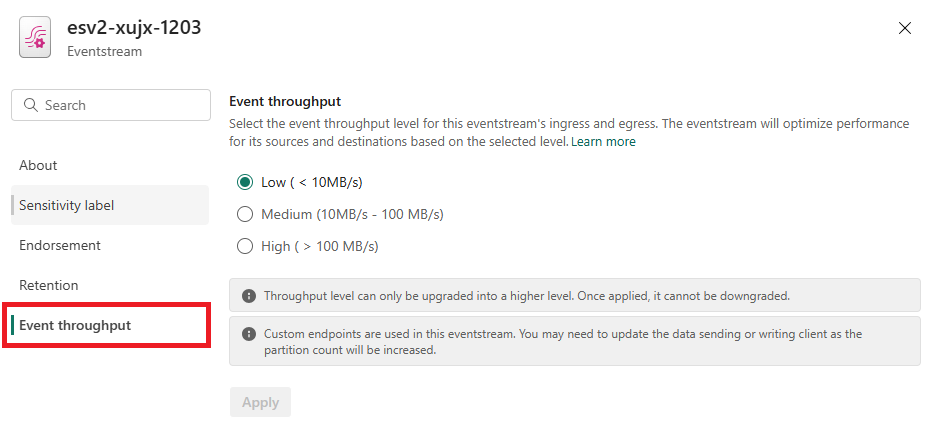 esv2-xujx-1203
Eventstream
Search
About
Sensitivity label
Endorsement
Retention
Event throughput
Event throughput
Select the event throughput level for this eventstream's ingress and egress. The eventstream will optimize performance
for its sources and destinations based on the selected level. Learn more
Low ( < 10MB/s)
Medium (10MB/s - 100 MB/s)
High ( > 100 MB/s)
Throughput level can only be upgraded into a higher level. Once applied, it cannot be downgraded.
Custom endpoints are used in this eventstream. You may need to update the data sending or writing client as the
partition count will be increased.
Apply